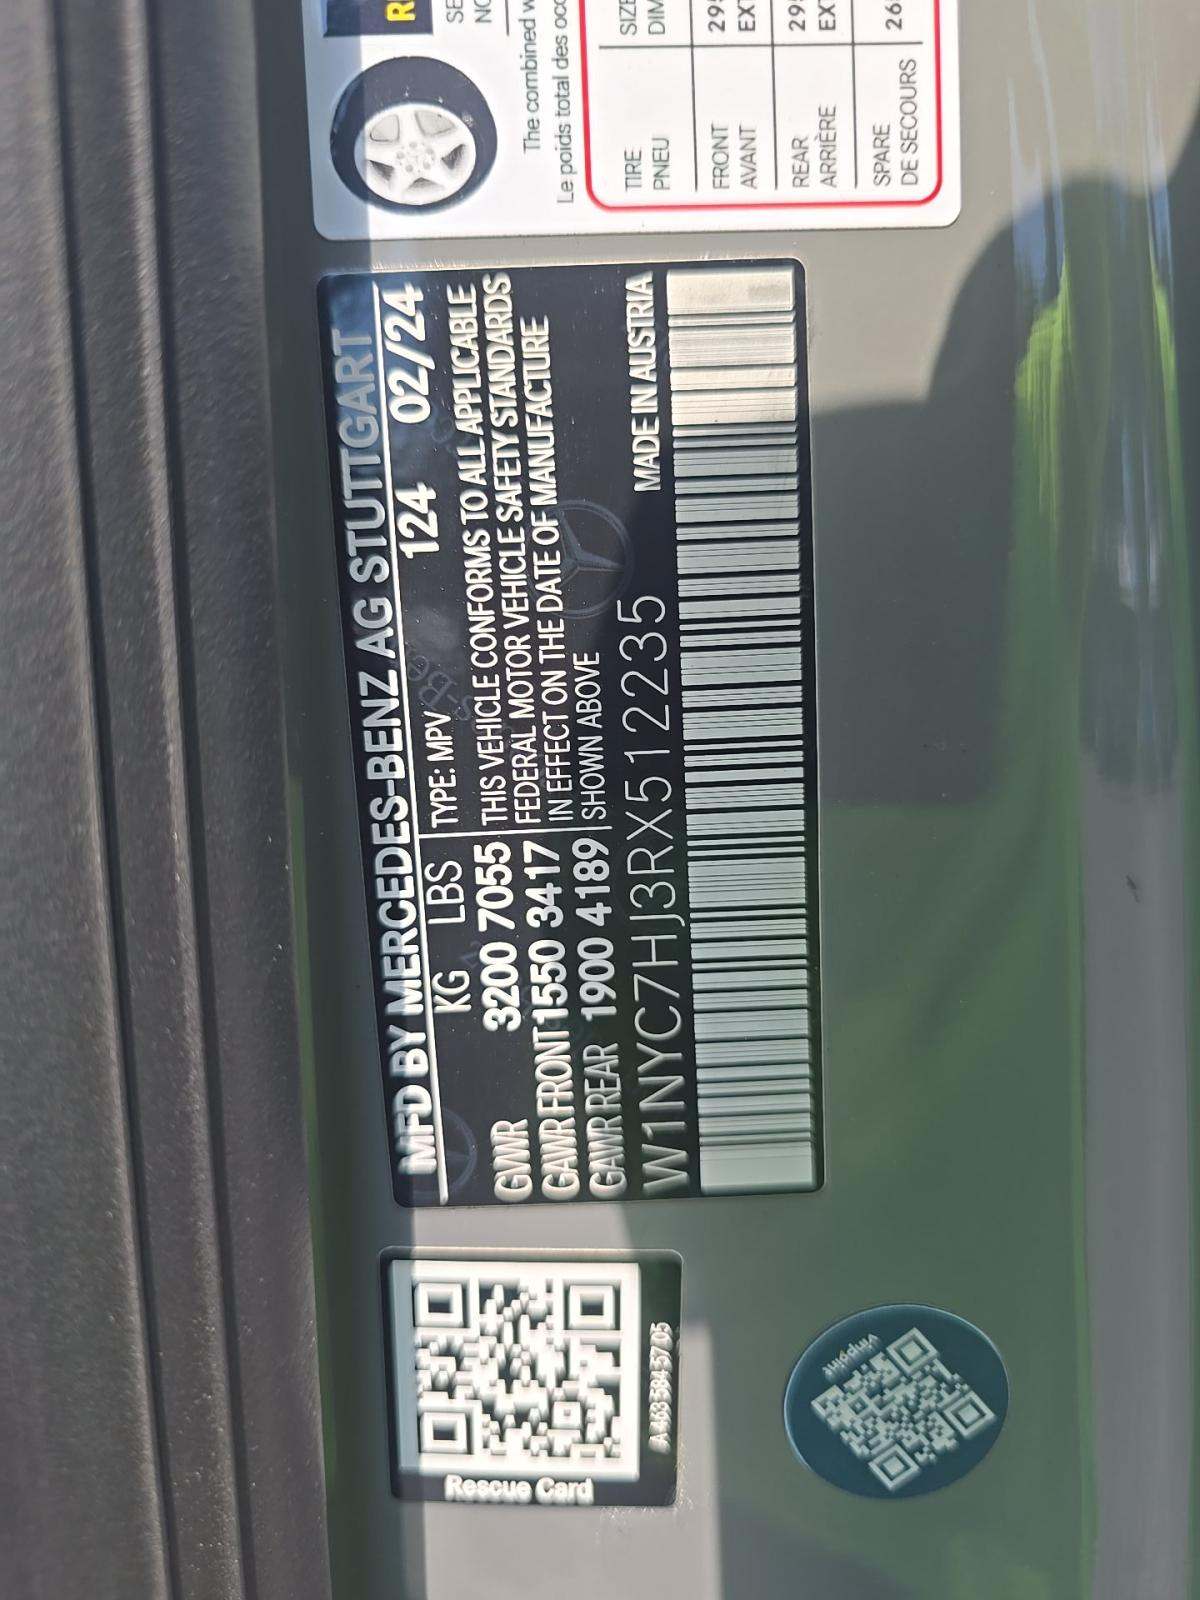 MFD BY MERCEDES-BENZ AG STUTTGART
KG LBS TYPE: MPV 124 02/24
GVWR 3200 7055 THIS VEHICLE CONFORMS TO ALL APPLICABLE
GAWR FRONT 1550 3417 FEDERAL MOTOR VEHICLE SAFETY STANDARDS
GAWR REAR 1900 4189 IN EFFECT ON THE DATE OF MANUFACTURE
SHOWN ABOVE
W1NYC7HJ3RX512235 MADE IN AUSTRIA
Rescue Card
vinpoint
The combined
Le poids total des
TIRE
PNEU
FRONT
AVANT
REAR
ARRIÈRE
SPARE
DE SECOURS